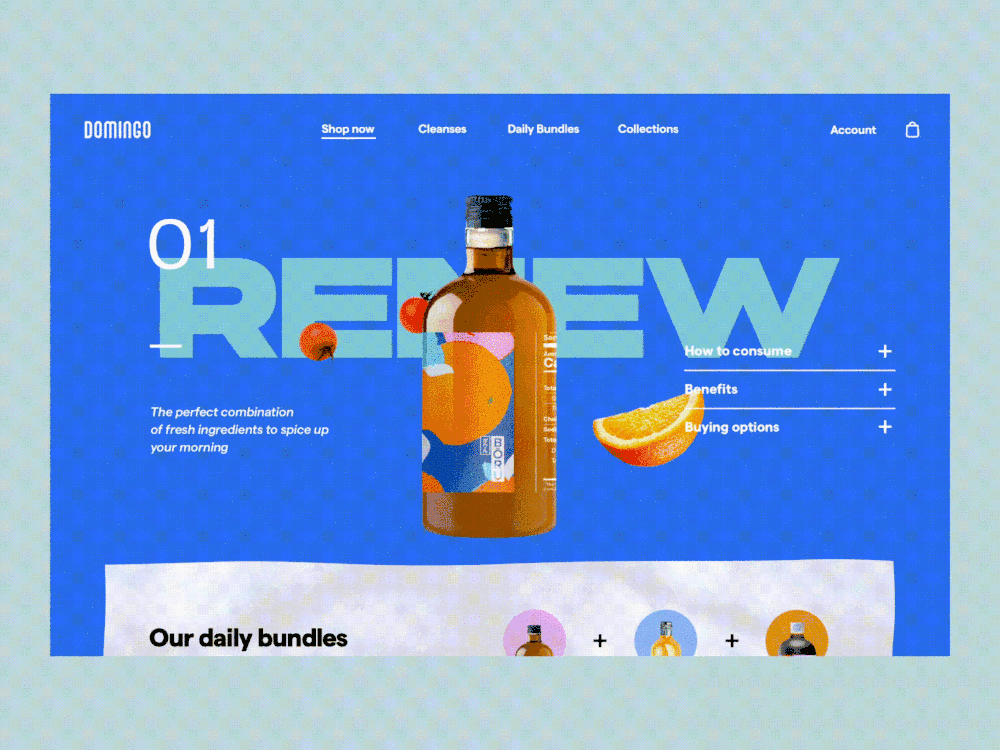 DOMINGO
Shop now
Cleanses
Daily Bundles
Collections
Account
01
RENEW
How to consume
Benefits
Buying options
The perfect combination
of fresh ingredients to spice up
your morning
BORU
Our daily bundles